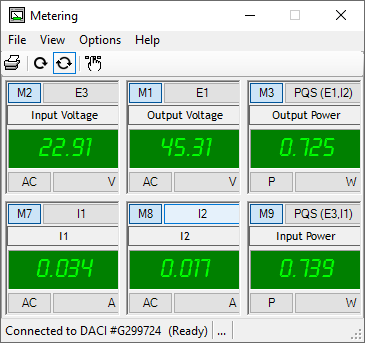 Metering
File View Options Help
M2 E3 M1 E1 M3 PQS (E1,I2)
Input Voltage Output Voltage Output Power
22.91 45.31 0.725
AC V AC V P W
M7 I1 M8 I2 M9 PQS (E3,I1)
I1 I2 Input Power
0.034 0.017 0.739
AC A AC A P W
Connected to DACI #G299724 (Ready) ...